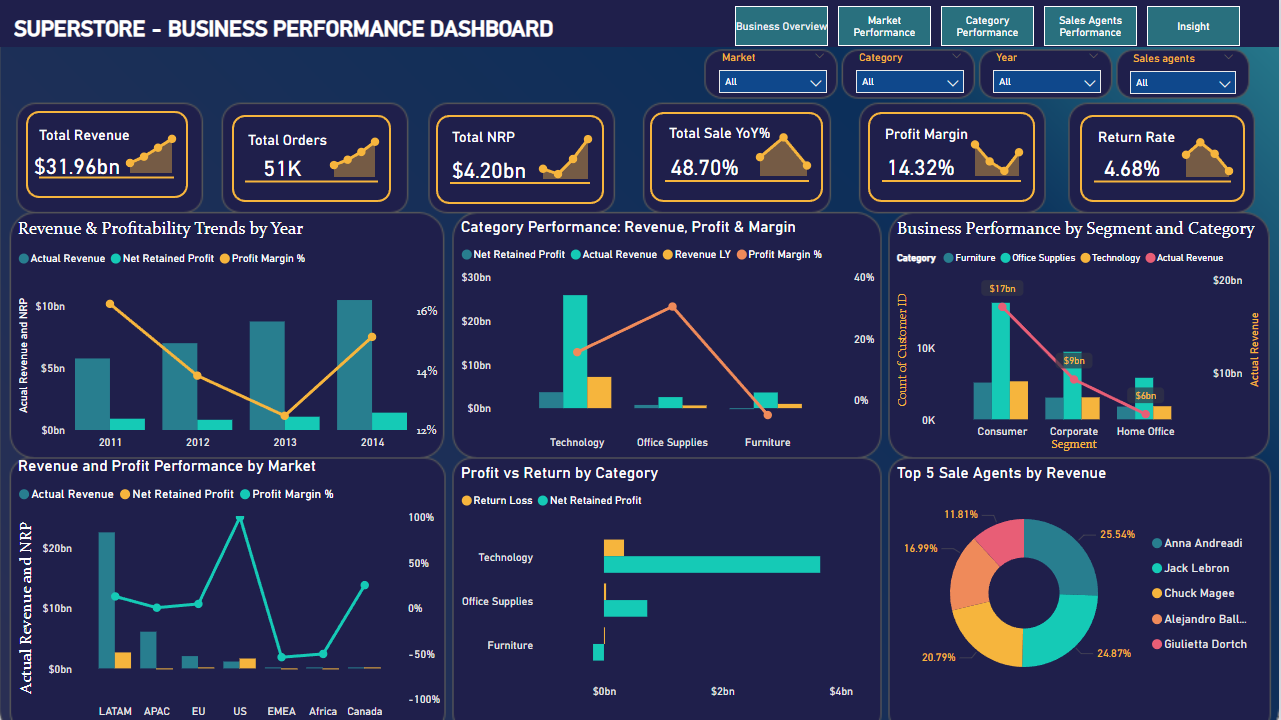 SUPERSTORE - BUSINESS PERFORMANCE DASHBOARD
Business Overview
Market
Performance
Category
Performance
Sales Agents
Performance
Insight
Market
All
Category
All
Year
All
Sales agents
All
Total Revenue
$31.96bn
Total Orders
51K
Total NRP
$4.20bn
Total Sale YoY%
48.70%
Profit Margin
14.32%
Return Rate
4.68%
Revenue & Profitability Trends by Year
Actual Revenue Net Retained Profit Profit Margin %
Actual Revenue and NRP
$10bn
$5bn
$0bn
16%
14%
12%
2011 2012 2013 2014
Category Performance: Revenue, Profit & Margin
Net Retained Profit Actual Revenue Revenue LY Profit Margin %
$30bn
$20bn
$10bn
$0bn
40%
20%
0%
Technology Office Supplies Furniture
Business Performance by Segment and Category
Category Furniture Office Supplies Technology Actual Revenue
Count of Customer ID
10K
0K
$17bn
$9bn
$6bn
$20bn
$10bn
Actual Revenue
Consumer Corporate Home Office
Segment
Revenue and Profit Performance by Market
Actual Revenue Net Retained Profit Profit Margin %
Actual Revenue and NRP
$20bn
$10bn
$0bn
100%
50%
0%
-50%
-100%
LATAM APAC EU US EMEA Africa Canada
Profit vs Return by Category
Return Loss Net Retained Profit
Technology
Office Supplies
Furniture
$0bn $2bn $4bn
Top 5 Sale Agents by Revenue
11.81%
25.54%
16.99%
20.79%
24.87%
Anna Andreadi
Jack Lebron
Chuck Magee
Alejandro Ball...
Giulietta Dortch